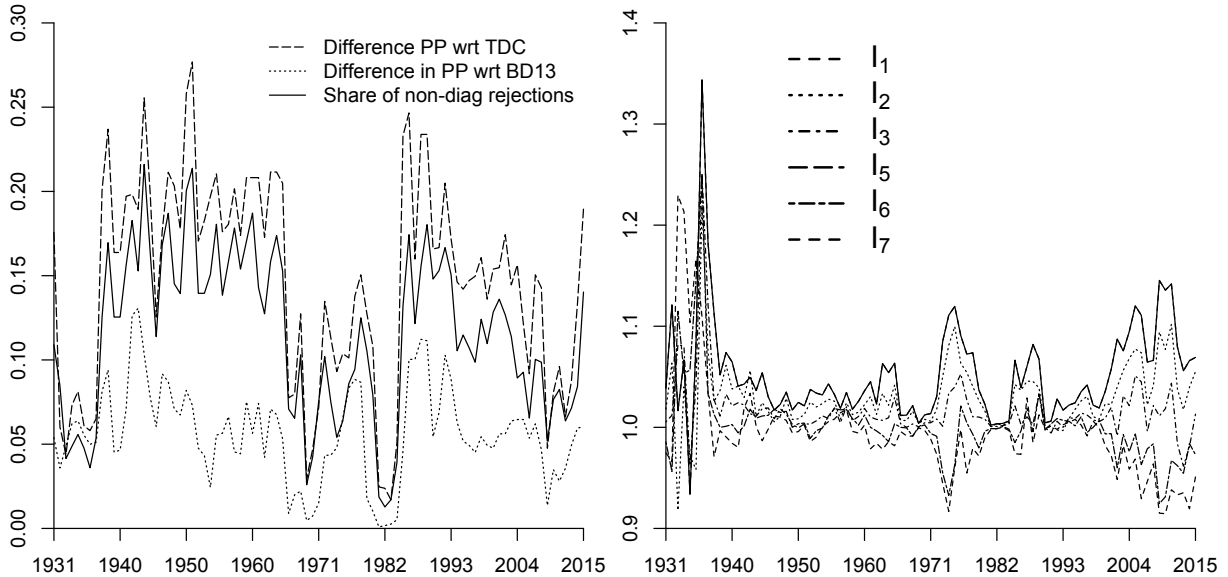 0.30
0.25
0.20
0.15
0.10
0.05
0.00
Difference PP wrt TDC
Difference in PP wrt BD13
Share of non-diag rejections
1931 1940 1950 1960 1971 1982 1993 2004 2015
1.4
1.3
1.2
1.1
1.0
0.9
I1
I2
I3
I5
I6
I7
1931 1940 1950 1960 1971 1982 1993 2004 2015